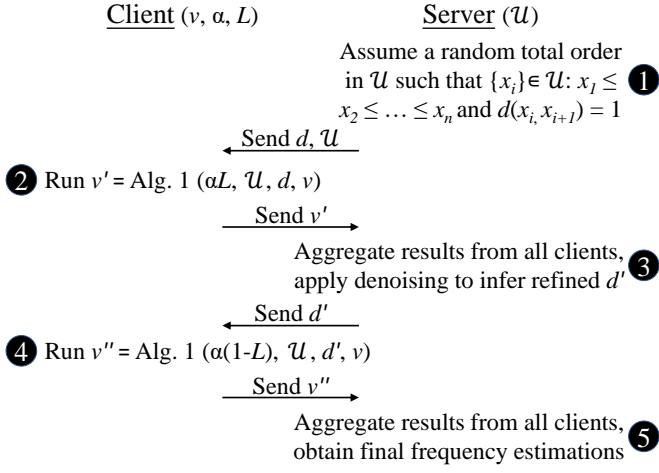 Client (v, α, L) Server (𝒰)
Assume a random total order
in 𝒰 such that {xᵢ}∈ 𝒰: x₁ ≤ 1
x₂ ≤ … ≤ xₙ and d(xᵢ, xᵢ₊₁) = 1
Send d, 𝒰
2 Run v' = Alg. 1 (αL, 𝒰, d, v)
Send v'
Aggregate results from all clients,
apply denoising to infer refined d' 3
Send d'
4 Run v'' = Alg. 1 (α(1-L), 𝒰, d', v)
Send v''
Aggregate results from all clients,
obtain final frequency estimations 5